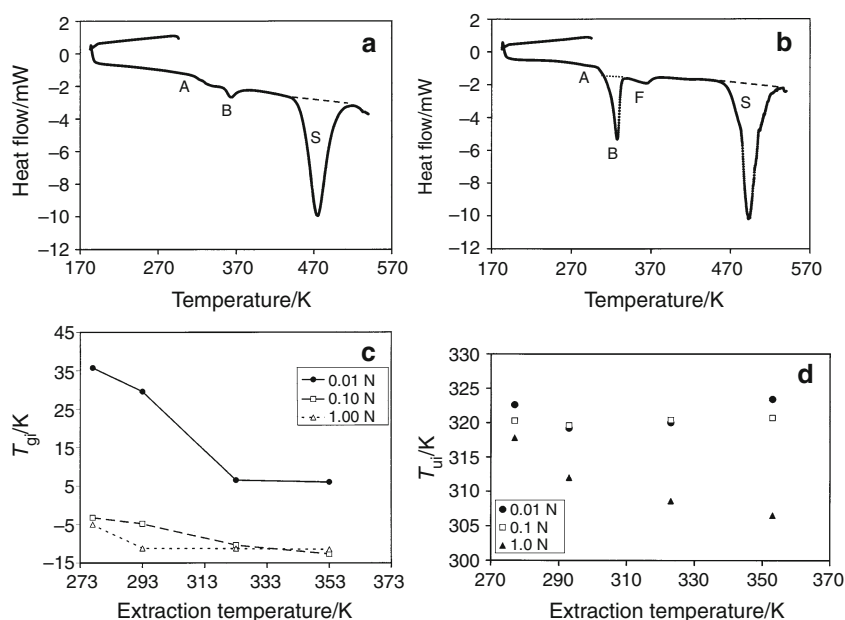 a
2
0
−2
−4
−6
−8
−10
−12
Heat flow/mW
A
B
S
170 270 370 470 570
Temperature/K
b
2
0
−2
−4
−6
−8
−10
−12
Heat flow/mW
A
B
F
S
170 270 370 470 570
Temperature/K
c
45
35
25
15
5
−5
−15
Tgi/K
0.01 N
0.10 N
1.00 N
273 293 313 333 353 373
Extraction temperature/K
d
330
325
320
315
310
305
300
Tui/K
0.01 N
0.1 N
1.0 N
270 290 310 330 350 370
Extraction temperature/K